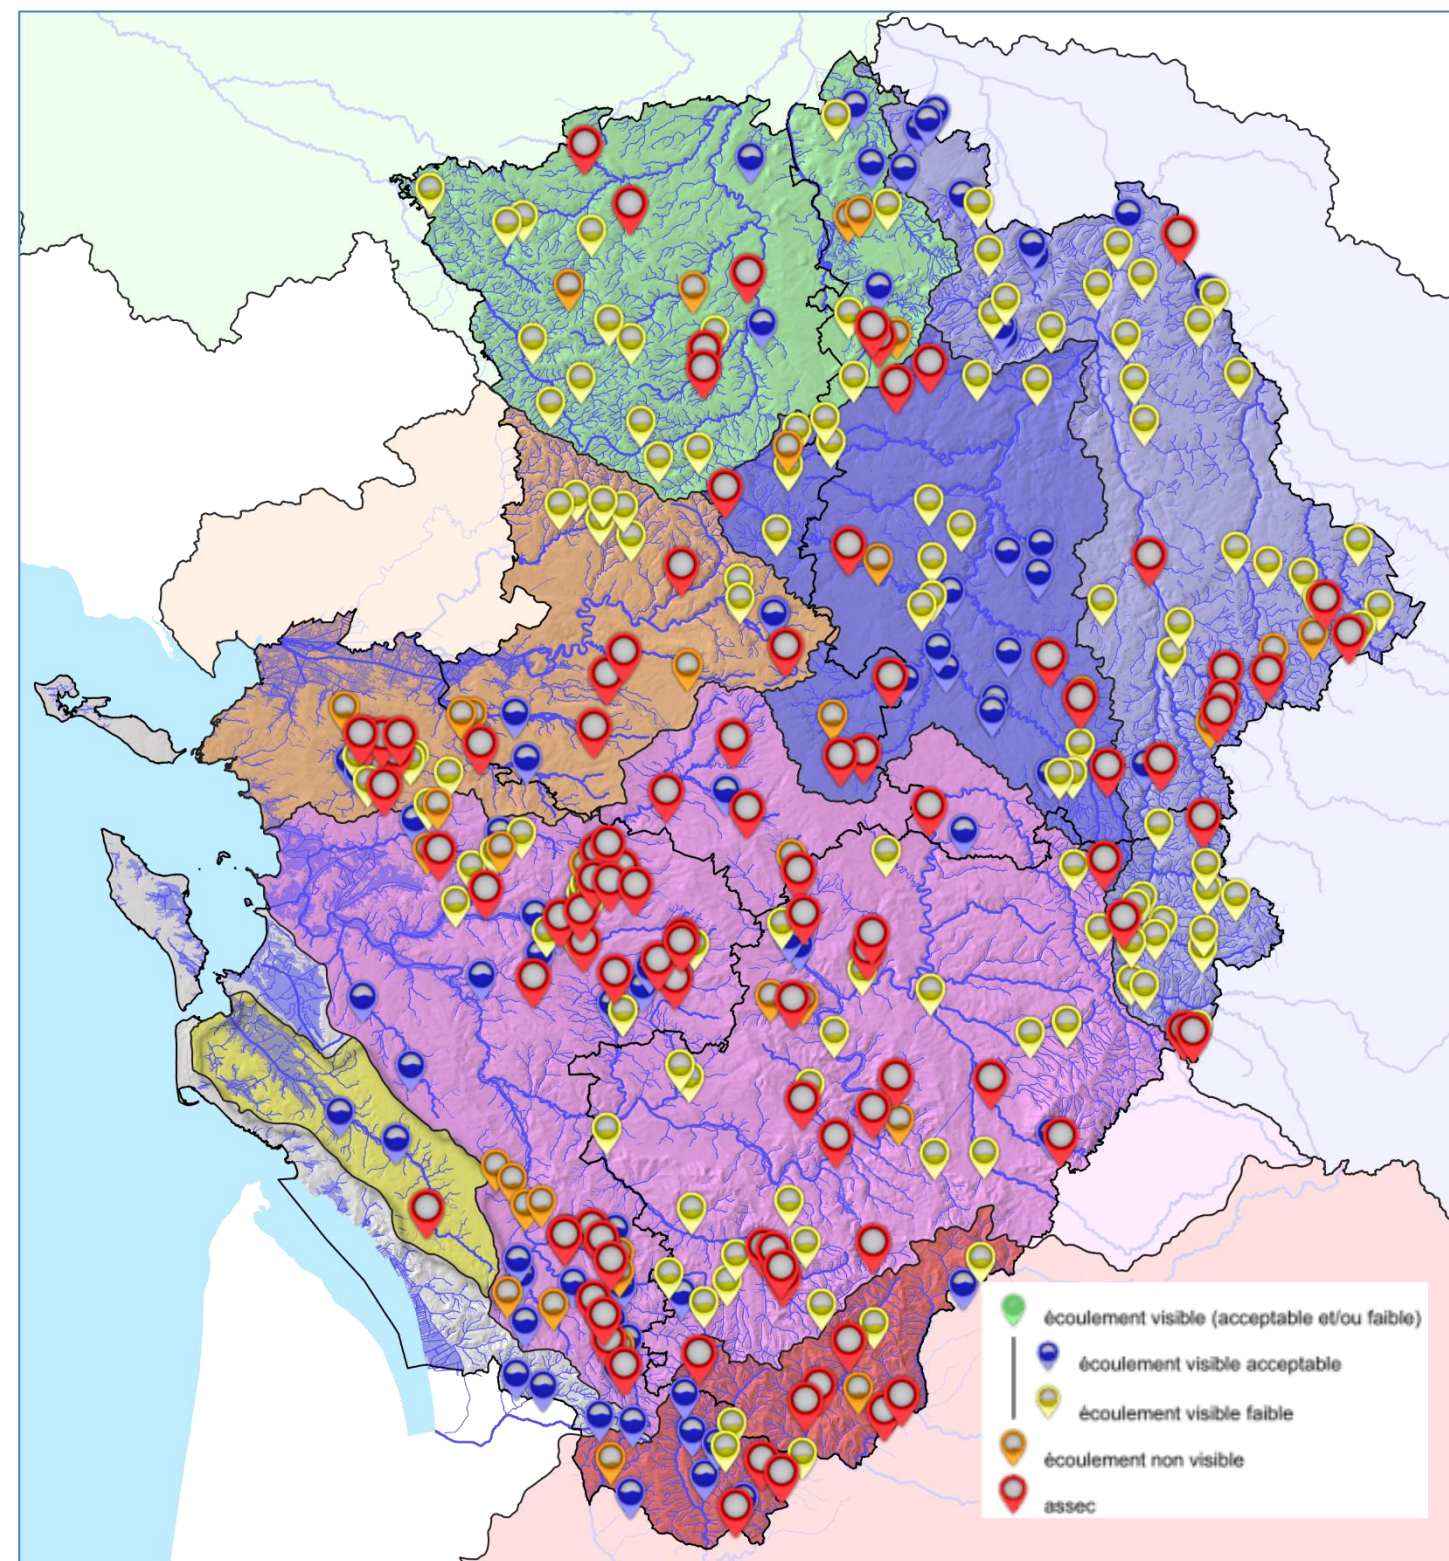 écoulement visible (acceptable et/ou faible)
écoulement visible acceptable
écoulement visible faible
écoulement non visible
assec